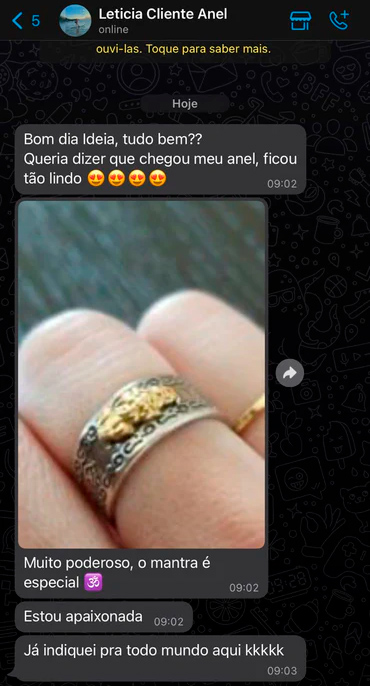 5
Leticia Cliente Anel
online
ouvi-las. Toque para saber mais.
Hoje
Bom dia Ideia, tudo bem??
Queria dizer que chegou meu anel, ficou
tão lindo 😍😍😍😍
09:02
Muito poderoso, o mantra é
especial 🕉️
09:02
Estou apaixonada
09:02
Já indiquei pra todo mundo aqui kkkkk
09:03